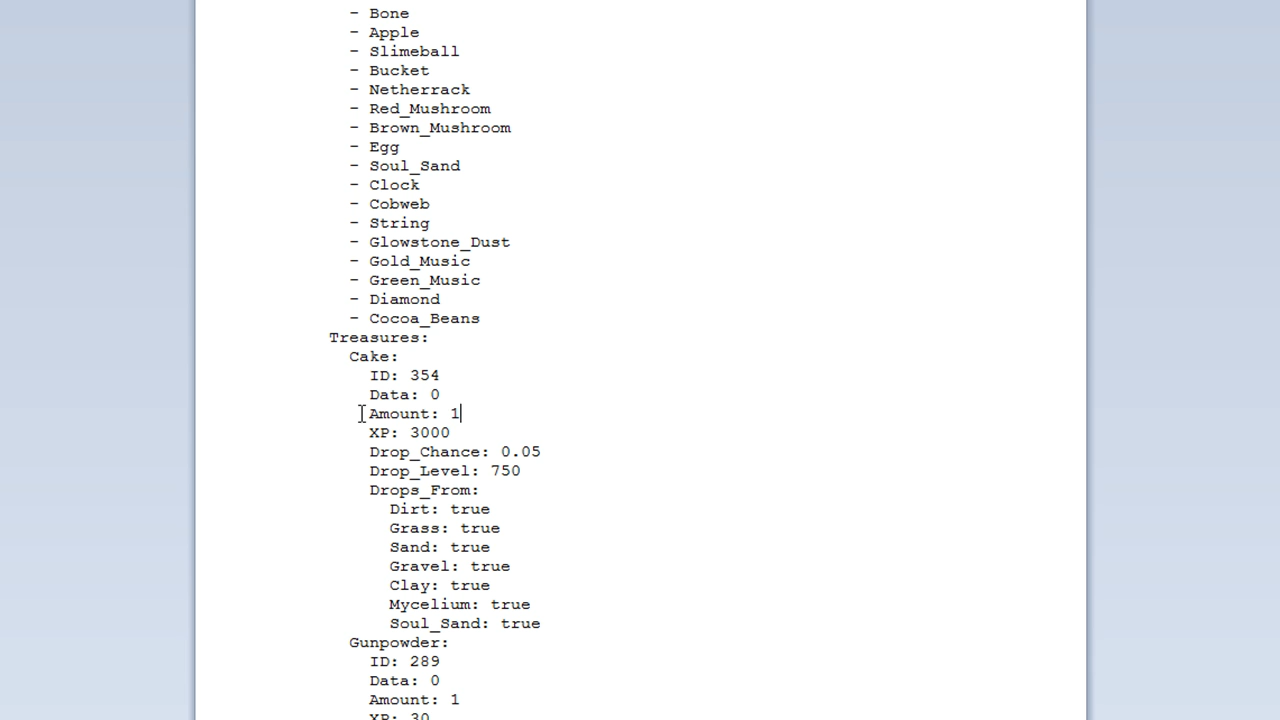 - Bone
- Apple
- Slimeball
- Bucket
- Netherrack
- Red_Mushroom
- Brown_Mushroom
- Egg
- Soul_Sand
- Clock
- Cobweb
- String
- Glowstone_Dust
- Gold_Music
- Green_Music
- Diamond
- Cocoa_Beans
Treasures:
Cake:
ID: 354
Data: 0
Amount: 1
XP: 3000
Drop_Chance: 0.05
Drop_Level: 750
Drops_From:
Dirt: true
Grass: true
Sand: true
Gravel: true
Clay: true
Mycelium: true
Soul_Sand: true
Gunpowder:
ID: 289
Data: 0
Amount: 1
XP: 30